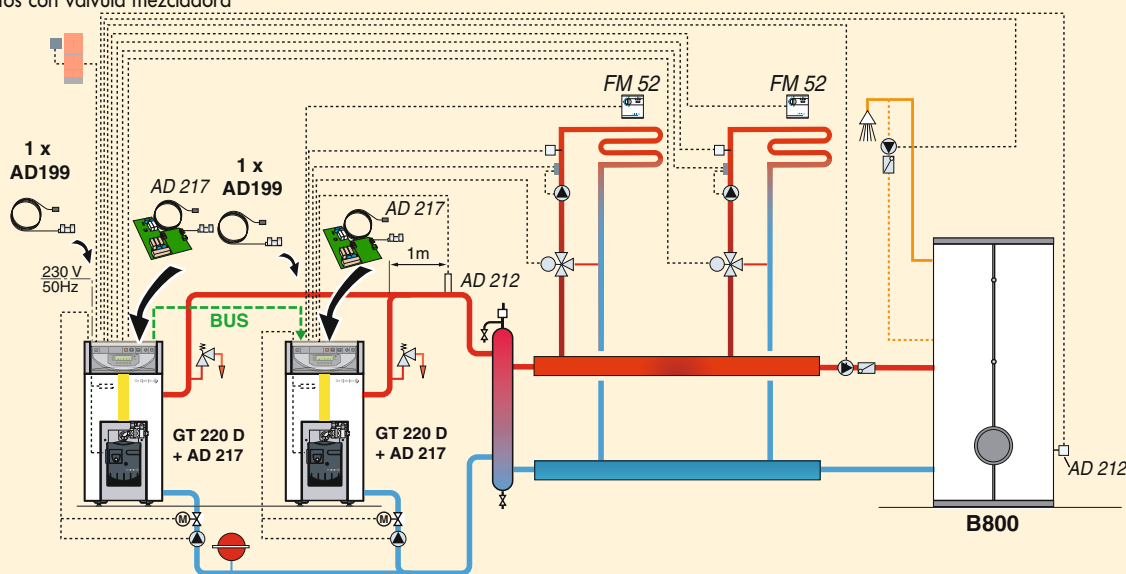 con válvula mezcladora
FM 52
FM 52
1 x
AD199
AD 217
1 x
AD199
AD 217
1m
AD 212
230 V
50Hz
BUS
GT 220 D
+ AD 217
GT 220 D
+ AD 217
M
M
AD 212
B800